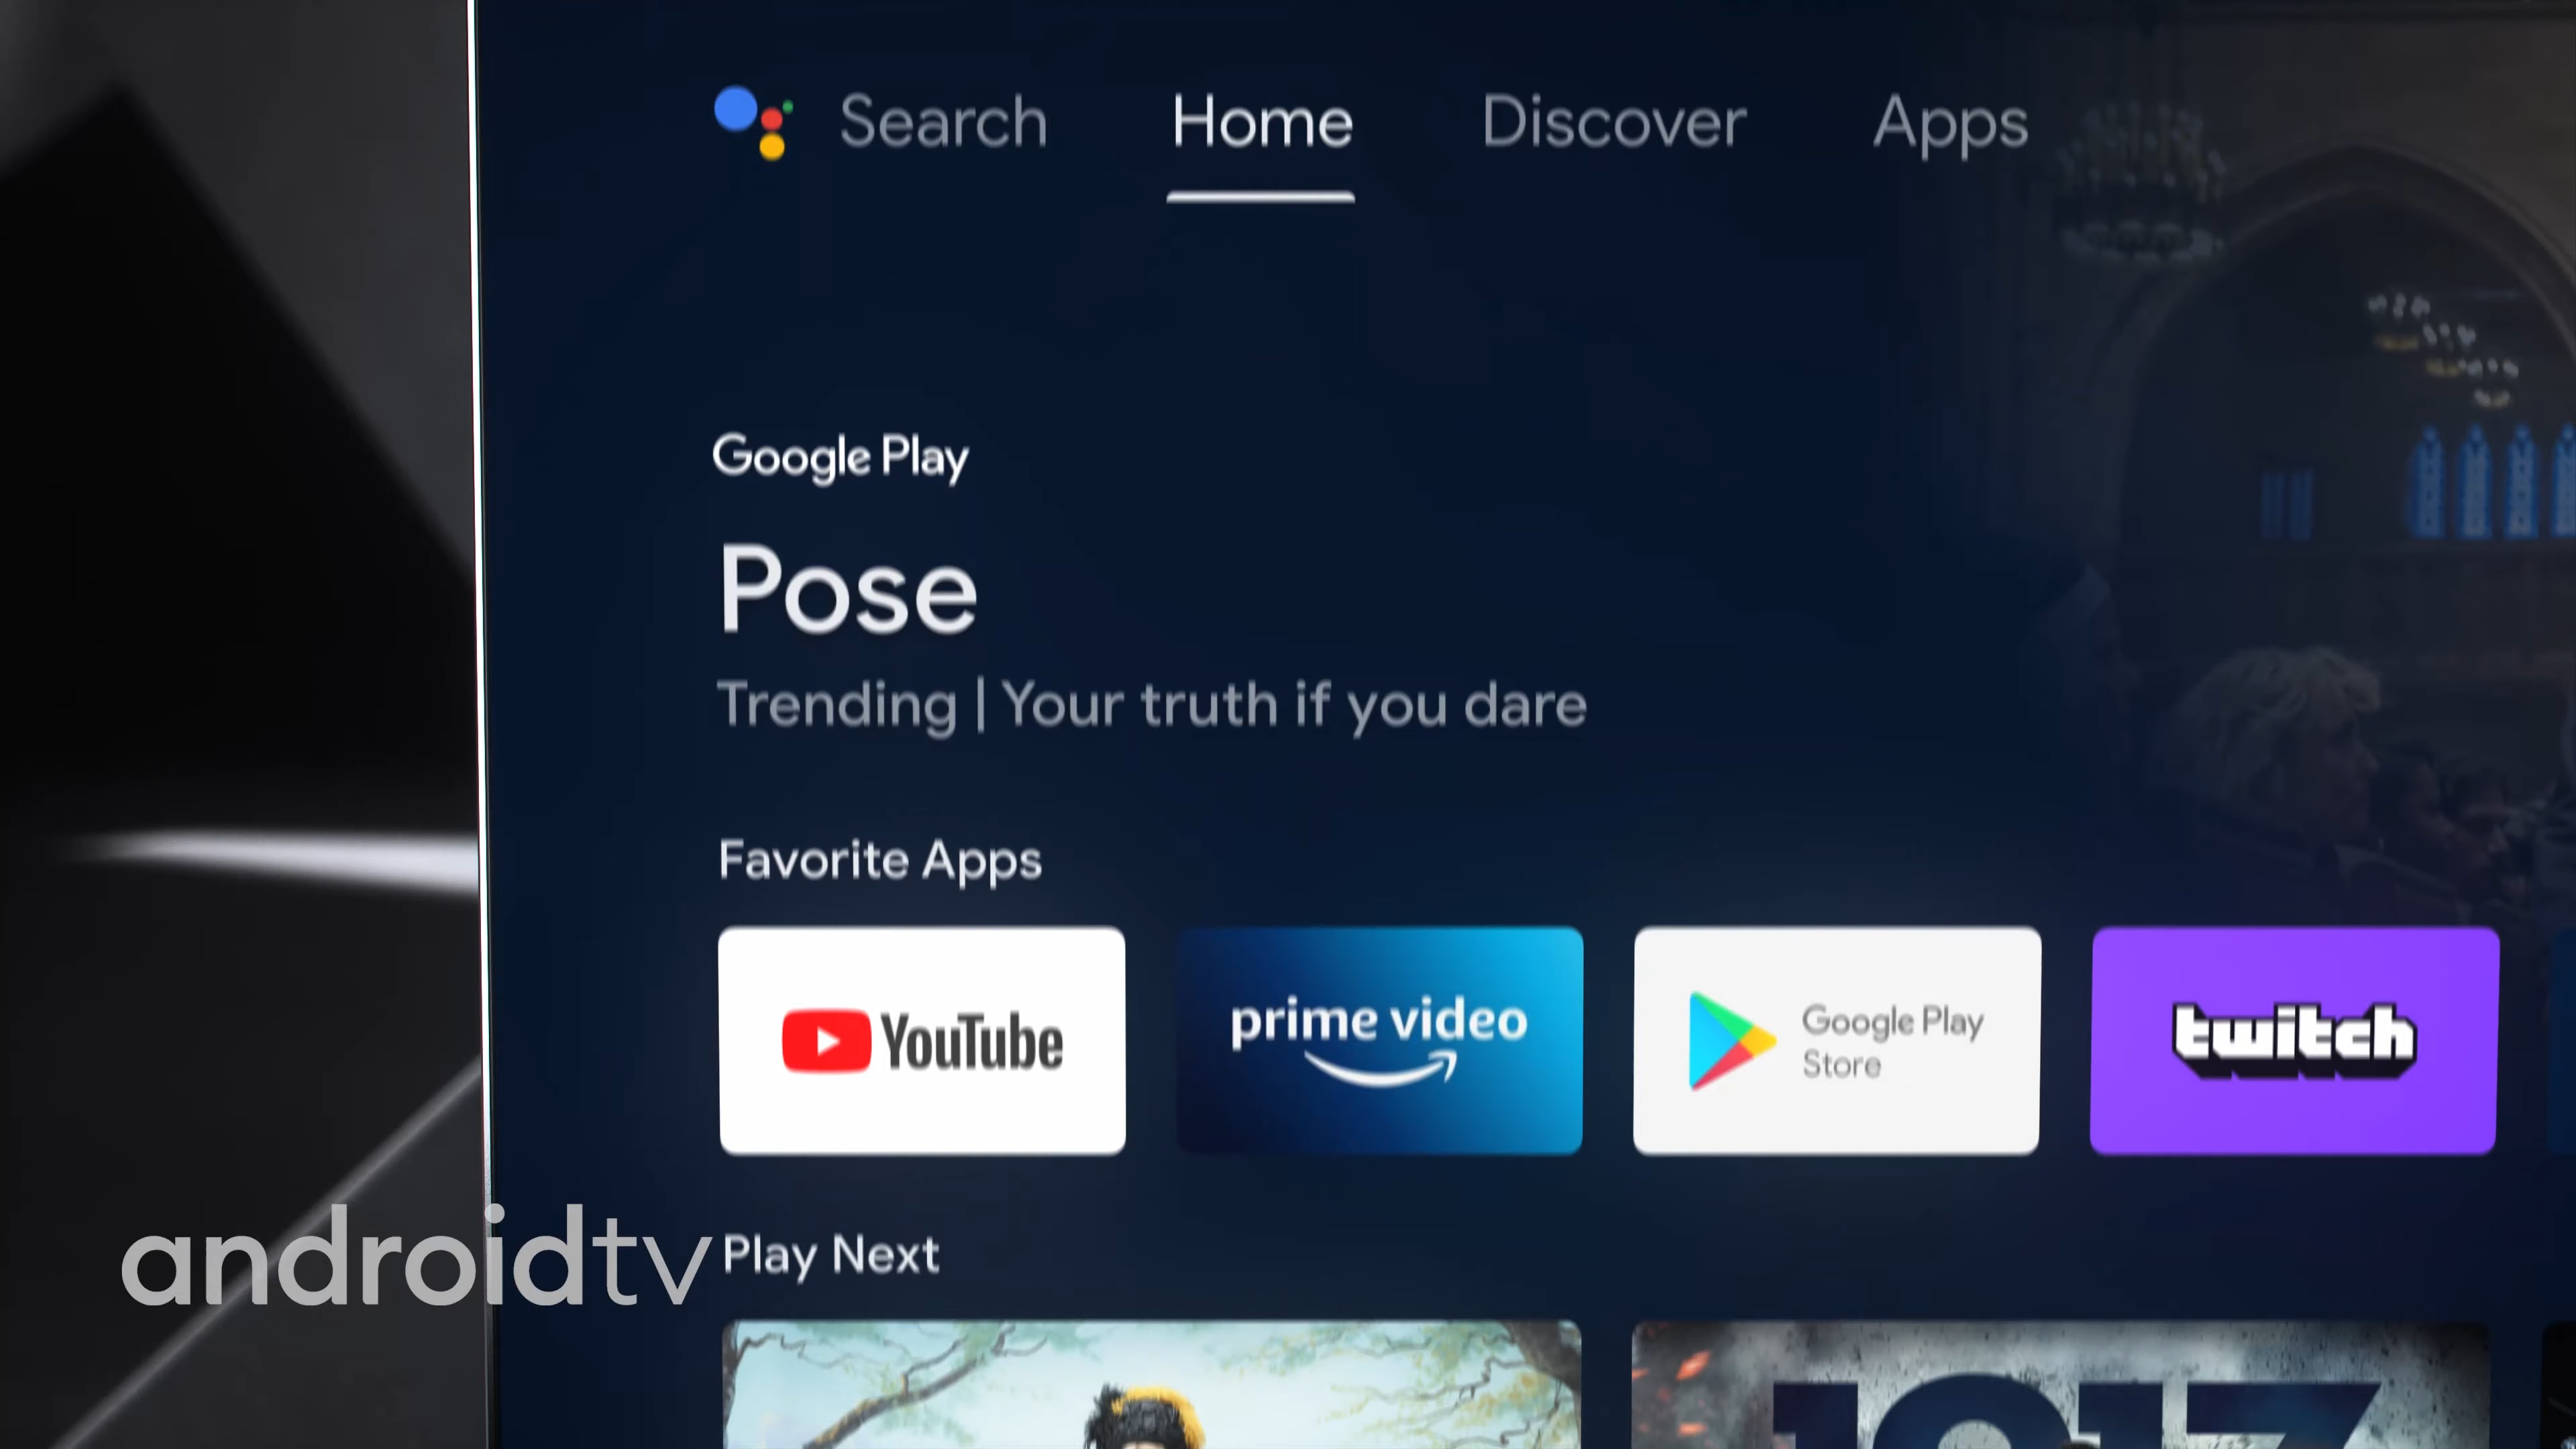 Search Home Discover Apps
Google Play
Pose
Trending | Your truth if you dare
Favorite Apps
YouTube
prime video
Google Play
Store
twitch
androidtv
Play Next
1917